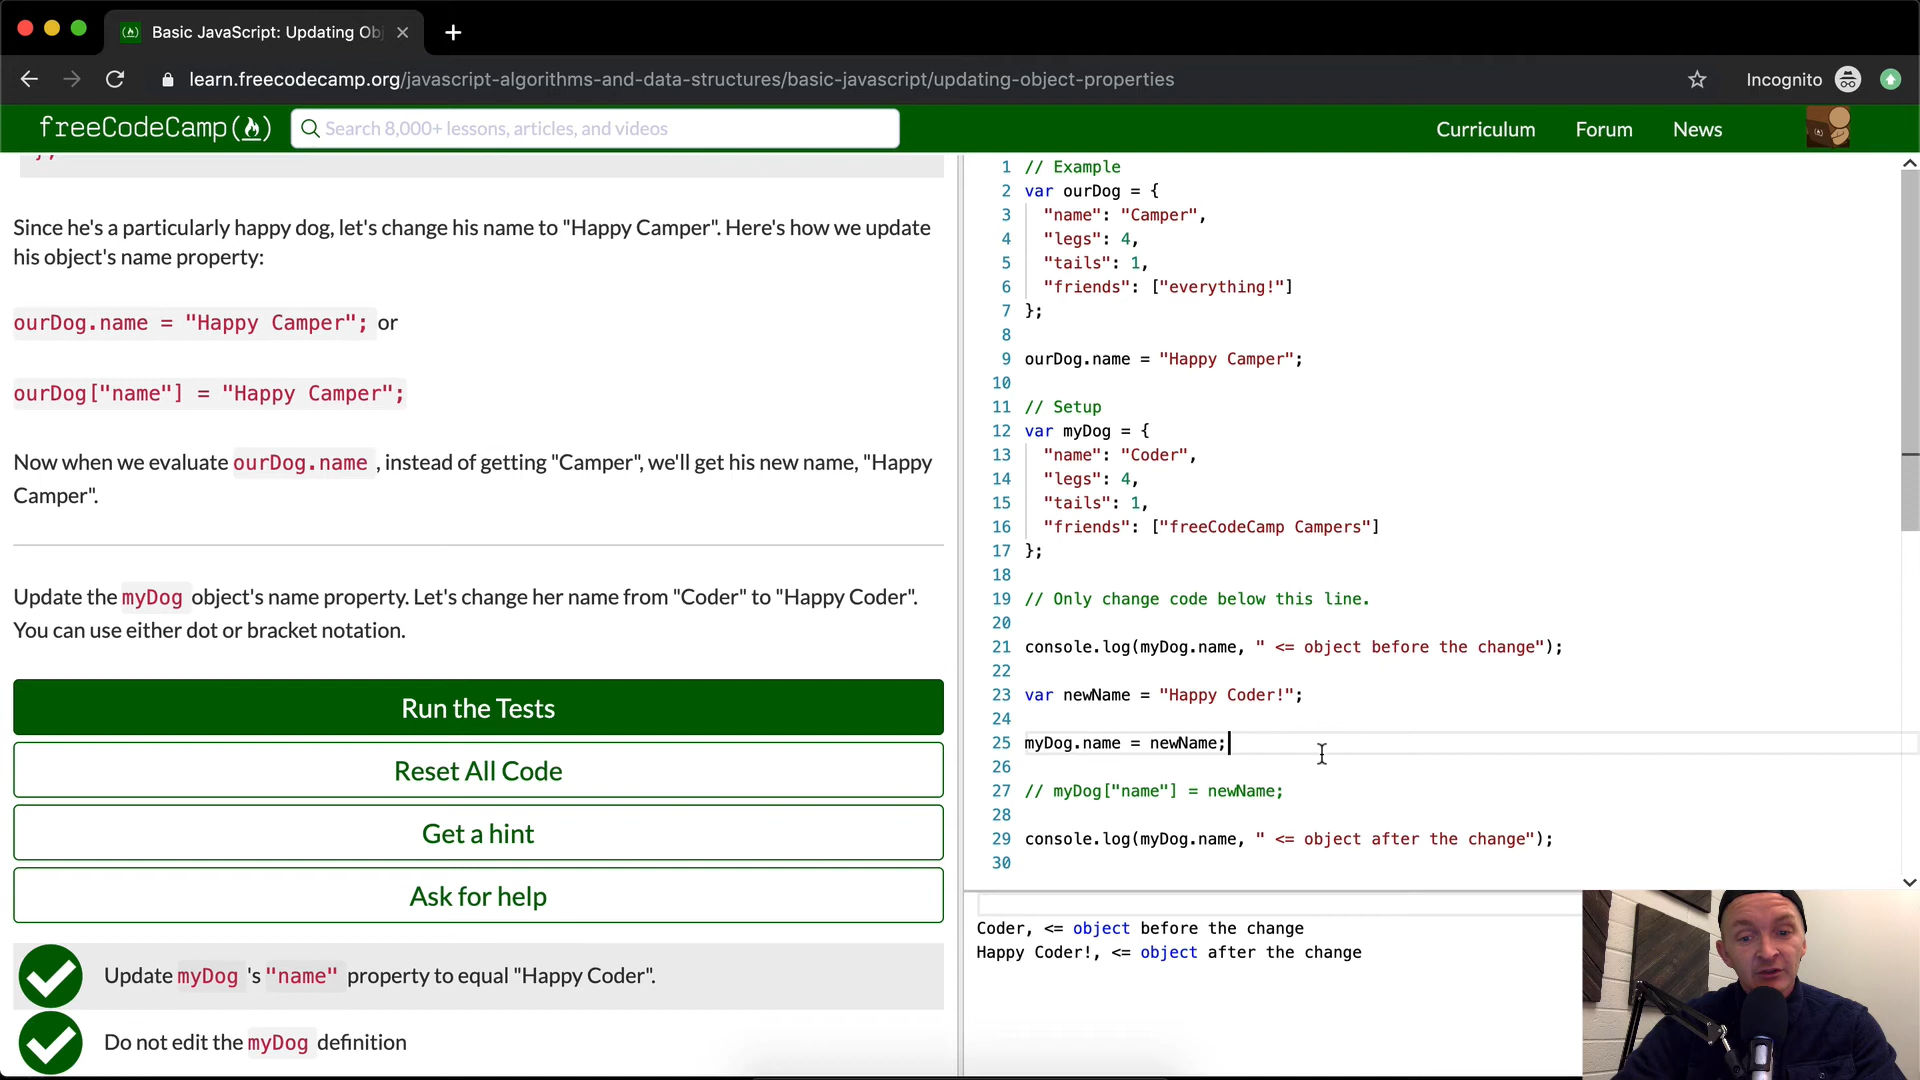 Basic JavaScript: Updating Obj
learn.freecodecamp.org/javascript-algorithms-and-data-structures/basic-javascript/updating-object-properties
Incognito
freeCodeCamp
Search 8,000+ lessons, articles, and videos
Curriculum
Forum
News
};
Since he's a particularly happy dog, let's change his name to "Happy Camper". Here's how we update
his object's name property:
ourDog.name = "Happy Camper"; or
ourDog["name"] = "Happy Camper";
Now when we evaluate ourDog.name , instead of getting "Camper", we'll get his new name, "Happy
Camper".
Update the myDog object's name property. Let's change her name from "Coder" to "Happy Coder".
You can use either dot or bracket notation.
Run the Tests
Reset All Code
Get a hint
Ask for help
Update myDog 's "name" property to equal "Happy Coder".
Do not edit the myDog definition
1 // Example
2 var ourDog = {
3 "name": "Camper",
4 "legs": 4,
5 "tails": 1,
6 "friends": ["everything!"]
7 };
8
9 ourDog.name = "Happy Camper";
10
11 // Setup
12 var myDog = {
13 "name": "Coder",
14 "legs": 4,
15 "tails": 1,
16 "friends": ["freeCodeCamp Campers"]
17 };
18
19 // Only change code below this line.
20
21 console.log(myDog.name, " <= object before the change");
22
23 var newName = "Happy Coder!";
24
25 myDog.name = newName;
26
27 // myDog["name"] = newName;
28
29 console.log(myDog.name, " <= object after the change");
30
Coder, <= object before the change
Happy Coder!, <= object after the change